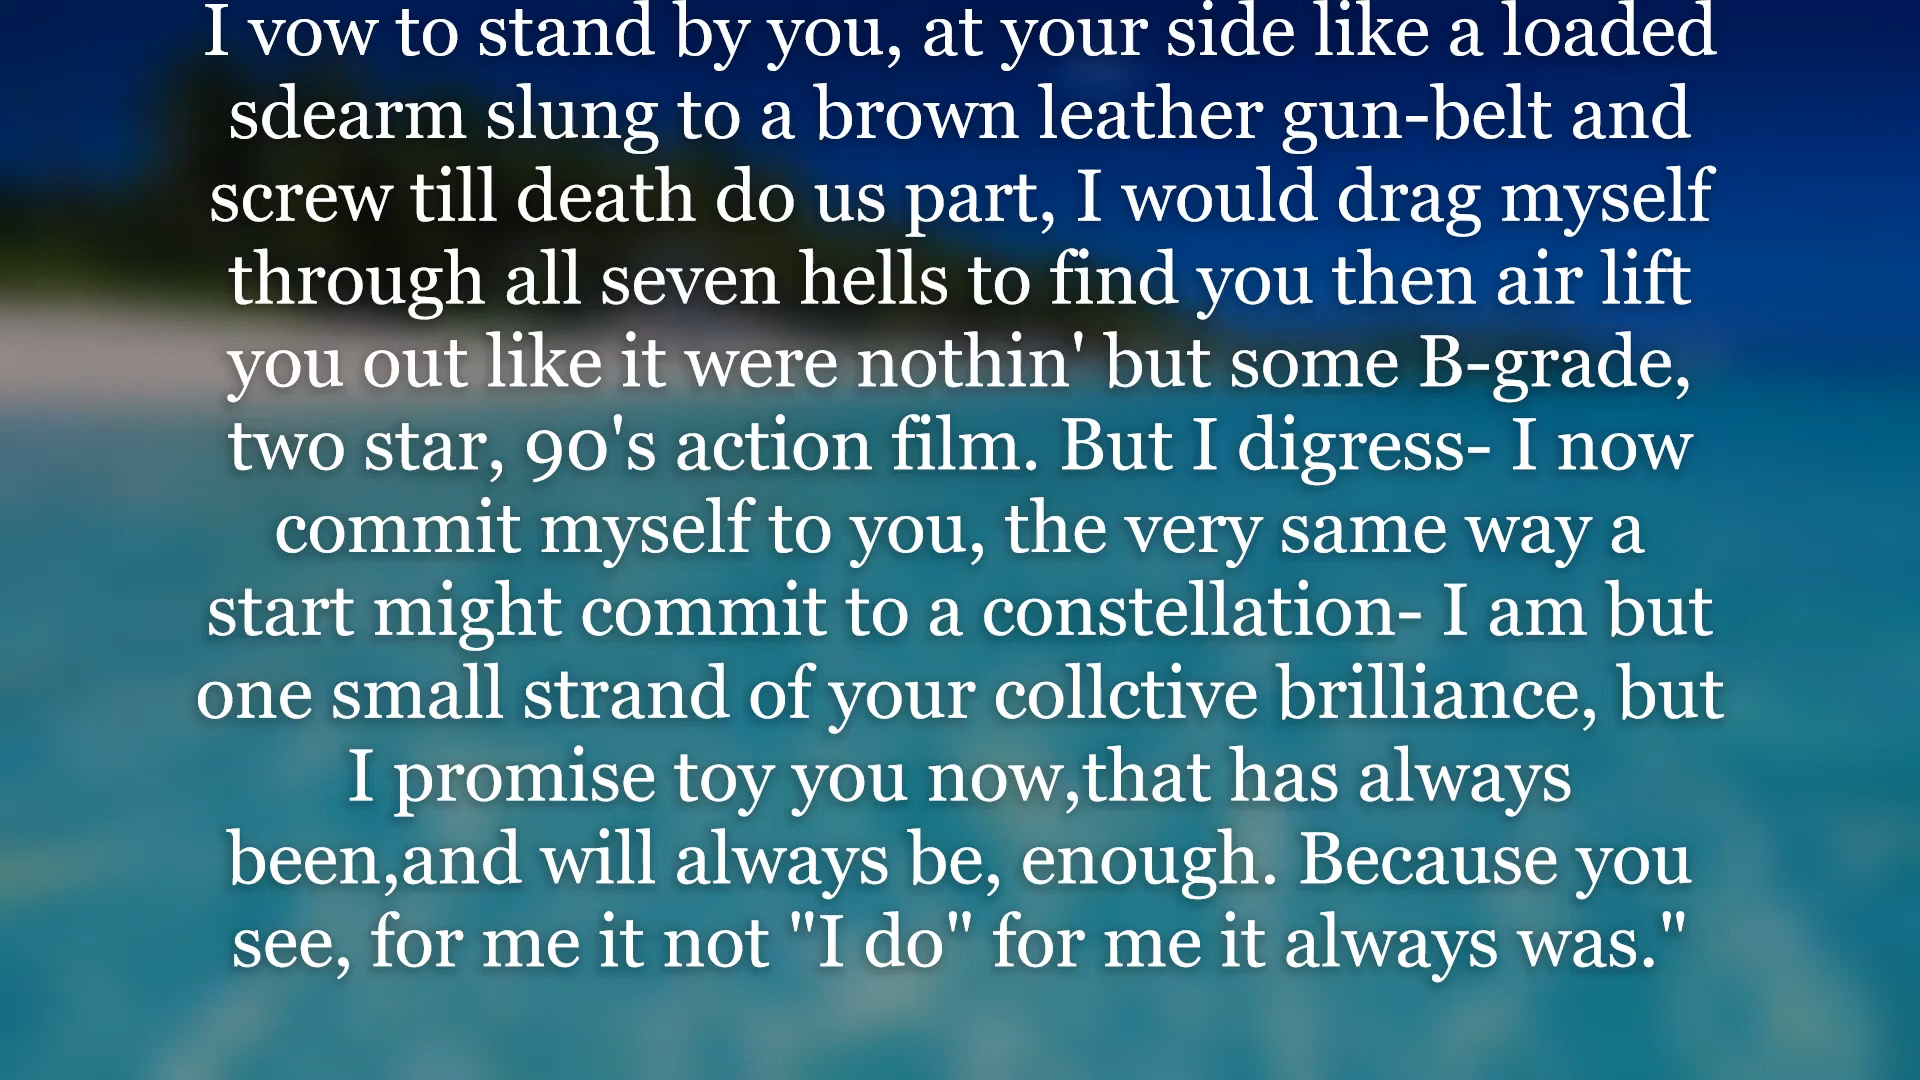 I vow to stand by you, at your side like a loaded
sdearm slung to a brown leather gun-belt and
screw till death do us part, I would drag myself
through all seven hells to find you then air lift
you out like it were nothin' but some B-grade,
two star, 90's action film. But I digress- I now
commit myself to you, the very same way a
start might commit to a constellation- I am but
one small strand of your collctive brilliance, but
I promise toy you now,that has always
been,and will always be, enough. Because you
see, for me it not "I do" for me it always was."